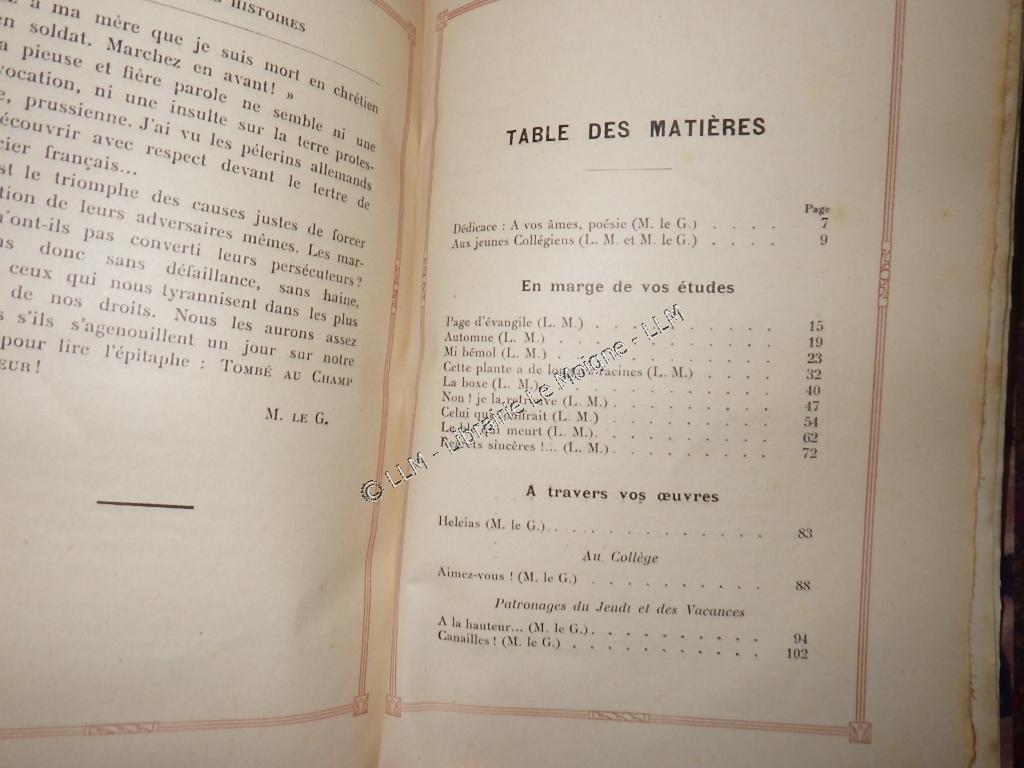 HISTOIRES
à ma mère que je suis mort en chrétien
en soldat. Marchez en avant! »
pieuse et fière parole ne semble ni une
vocation, ni une insulte sur la terre protes-
prussienne. J'ai vu les pélerins allemands
découvrir avec respect devant le tertre de
cier français...
st le triomphe des causes justes de forcer
tion de leurs adversaires mêmes. Les mar-
n'ont-ils pas converti leurs persécuteurs?
donc sans défaillance, sans haine,
ceux qui nous tyrannisent dans les plus
de nos droits. Nous les aurons assez
s'ils s'agenouillent un jour sur notre
pour lire l'épitaphe : TOMBÉ AU CHAMP
EUR!
M. LE G.
TABLE DES MATIÈRES
Page
Dédicace : A vos âmes, poésie (M. le G.) . . . . 7
Aux jeunes Collégiens (L. M. et M. le G.) . . . . 9
En marge de vos études
Page d'évangile (L. M.) . . . . . . . . 15
Automne (L. M.) . . . . . . . . . 19
Mi bémol (L. M.) . . . . . . . . . 23
Cette plante a de racines (L. M.) . . . . 32
La boxe (L. M.) . . . . . . . . . 40
Non! je la retrouve (L. M.) . . . . . . . 47
Celui qui (L. M.) . . . . . . . 54
meurt (L. M.) . . . . . . . 62
Regrets sincères!... (L. M.) . . . . . . . 72
A travers vos œuvres
Helcias (M. le G.) . . . . . . . . . 83
Au Collège
Aimez-vous! (M. le G.) . . . . . . . . 88
Patronages du Jeudi et des Vacances
A la hauteur... (M. le G.) . . . . . . . . 94
Canailles! (M. le G.) . . . . . . . . . 102
© LLM - Librairie Le Moigne - LLM